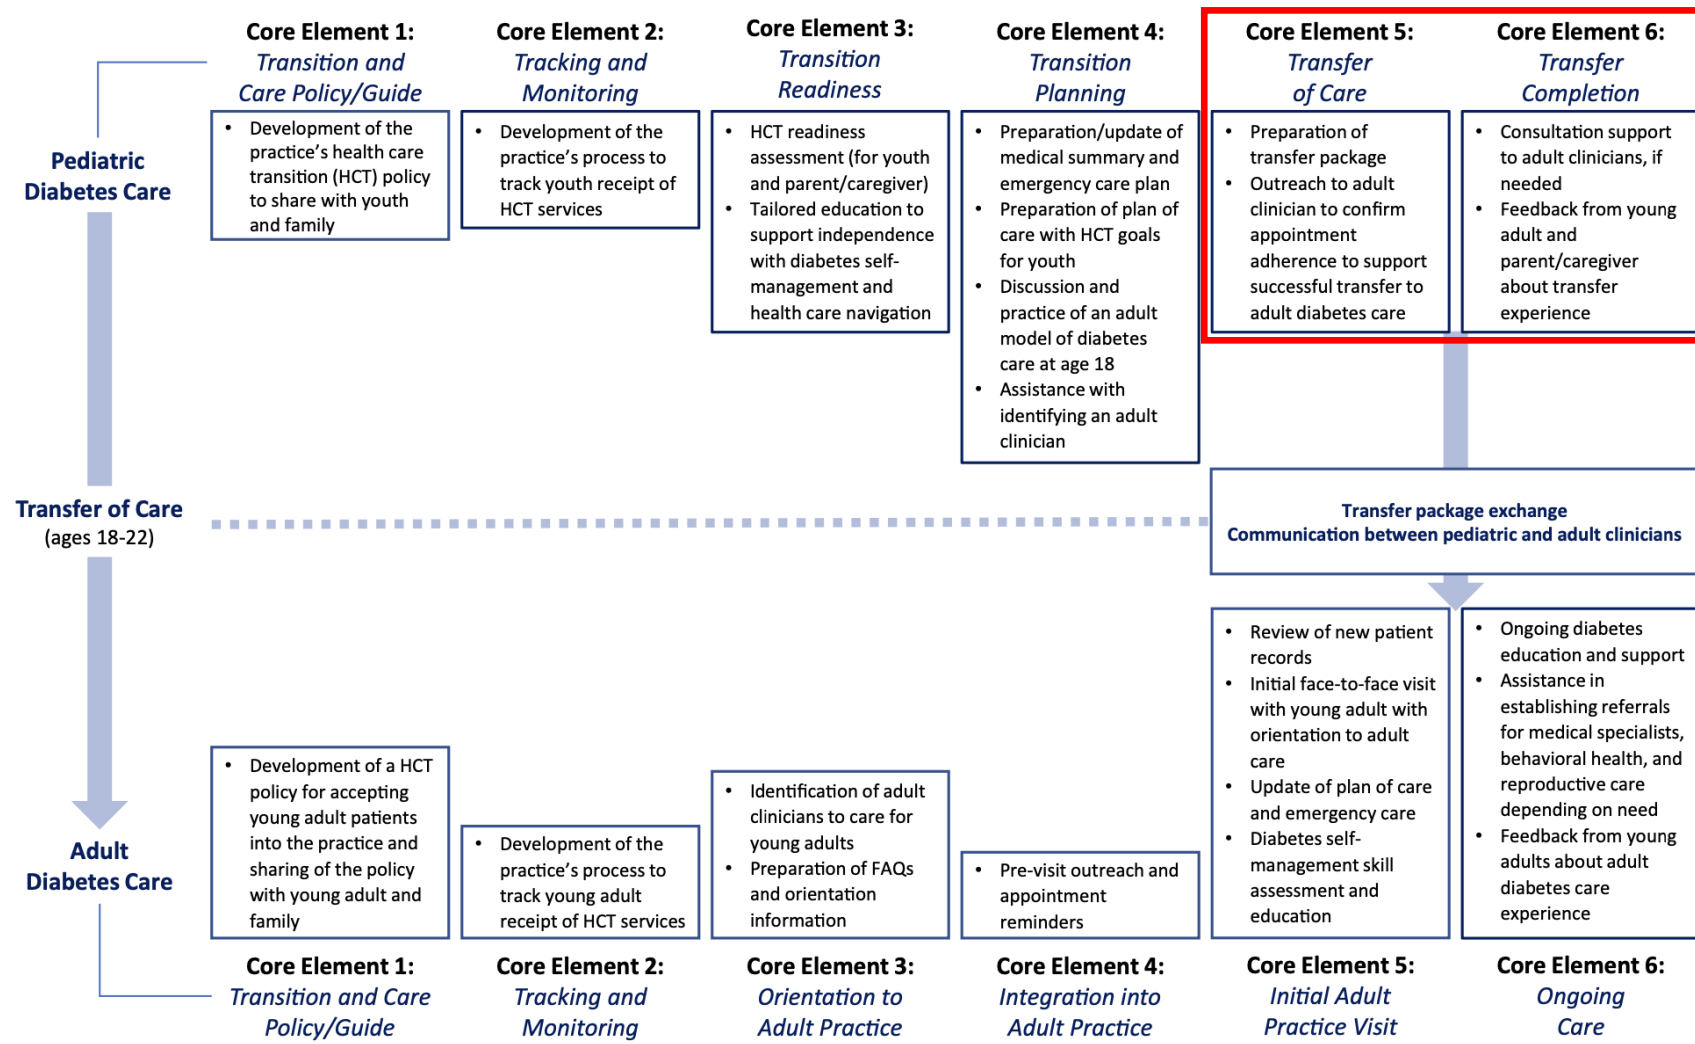 Core Element 1:
Transition and
Care Policy/Guide
Core Element 2:
Tracking and
Monitoring
Core Element 3:
Transition
Readiness
Core Element 4:
Transition
Planning
Core Element 5:
Transfer
of Care
Core Element 6:
Transfer
Completion
Pediatric
Diabetes Care
• Development of the
practice's health care
transition (HCT) policy
to share with youth
and family
• Development of the
practice's process to
track youth receipt of
HCT services
• HCT readiness
assessment (for youth
and parent/caregiver)
• Tailored education to
support independence
with diabetes self-
management and
health care navigation
• Preparation/update of
medical summary and
emergency care plan
• Preparation of plan of
care with HCT goals
for youth
• Discussion and
practice of an adult
model of diabetes
care at age 18
• Assistance with
identifying an adult
clinician
• Preparation of
transfer package
• Outreach to adult
clinician to confirm
appointment
adherence to support
successful transfer to
adult diabetes care
• Consultation support
to adult clinicians, if
needed
• Feedback from young
adult and
parent/caregiver
about transfer
experience
Transfer of Care
(ages 18-22)
Transfer package exchange
Communication between pediatric and adult clinicians
Adult
Diabetes Care
• Development of a HCT
policy for accepting
young adult patients
into the practice and
sharing of the policy
with young adult and
family
• Development of the
practice's process to
track young adult
receipt of HCT services
• Identification of adult
clinicians to care for
young adults
• Preparation of FAQs
and orientation
information
• Pre-visit outreach and
appointment
reminders
• Review of new patient
records
• Initial face-to-face visit
with young adult with
orientation to adult
care
• Update of plan of care
and emergency care
• Diabetes self-
management skill
assessment and
education
• Ongoing diabetes
education and support
• Assistance in
establishing referrals
for medical specialists,
behavioral health, and
reproductive care
depending on need
• Feedback from young
adults about adult
diabetes care
experience
Core Element 1:
Transition and Care
Policy/Guide
Core Element 2:
Tracking and
Monitoring
Core Element 3:
Orientation to
Adult Practice
Core Element 4:
Integration into
Adult Practice
Core Element 5:
Initial Adult
Practice Visit
Core Element 6:
Ongoing
Care